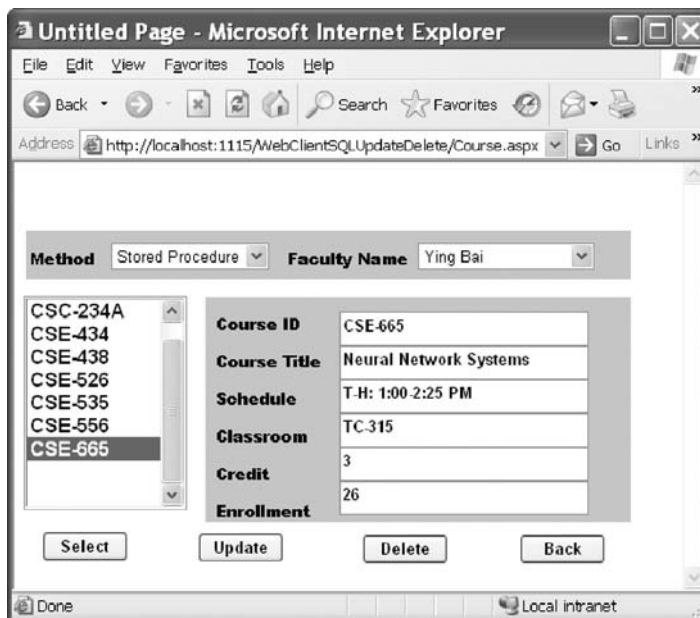 Untitled Page - Microsoft Internet Explorer
File Edit View Favorites Tools Help
Back Search Favorites »
Address http://localhost:1115/WebClientSQLUpdateDelete/Course.aspx Go Links »
Method Stored Procedure Faculty Name Ying Bai
CSC-234A
CSE-434
CSE-438
CSE-526
CSE-535
CSE-556
CSE-665
Course ID CSE-665
Course Title Neural Network Systems
Schedule T-H: 1:00-2:25 PM
Classroom TC-315
Credit 3
Enrollment 26
Select Update Delete Back
Done Local intranet